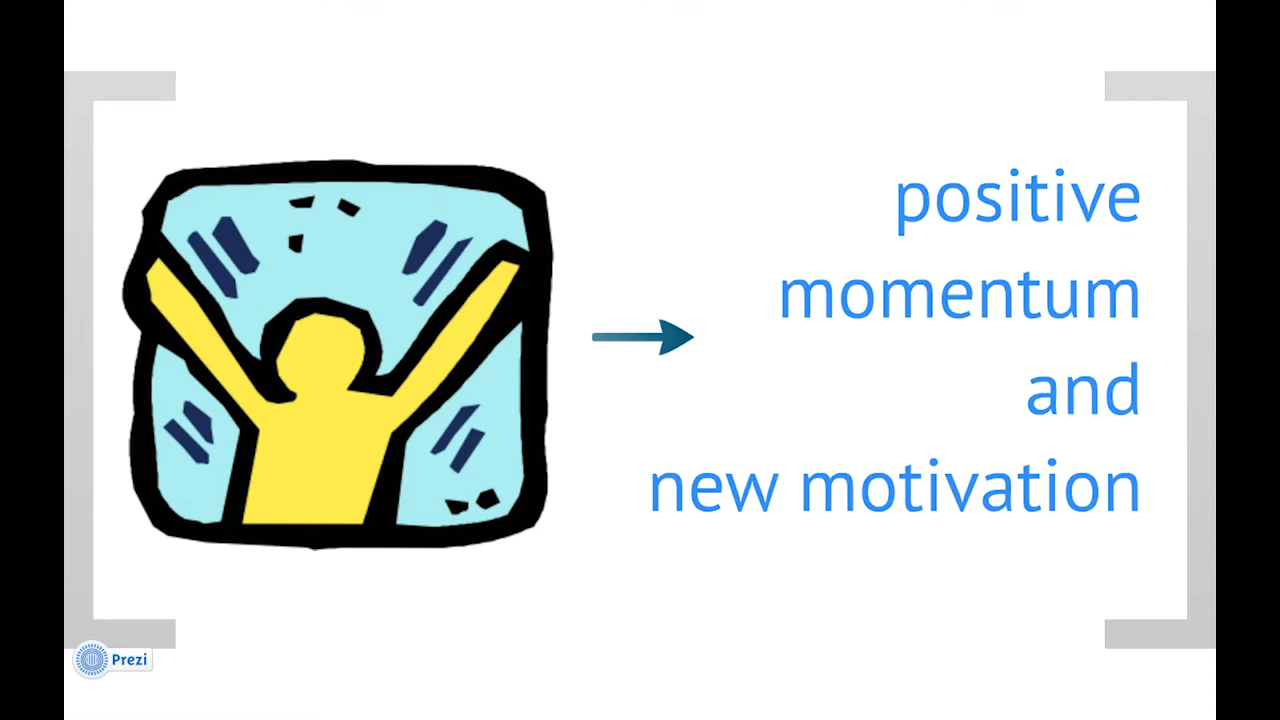 positive
momentum
and
new motivation
Prezi